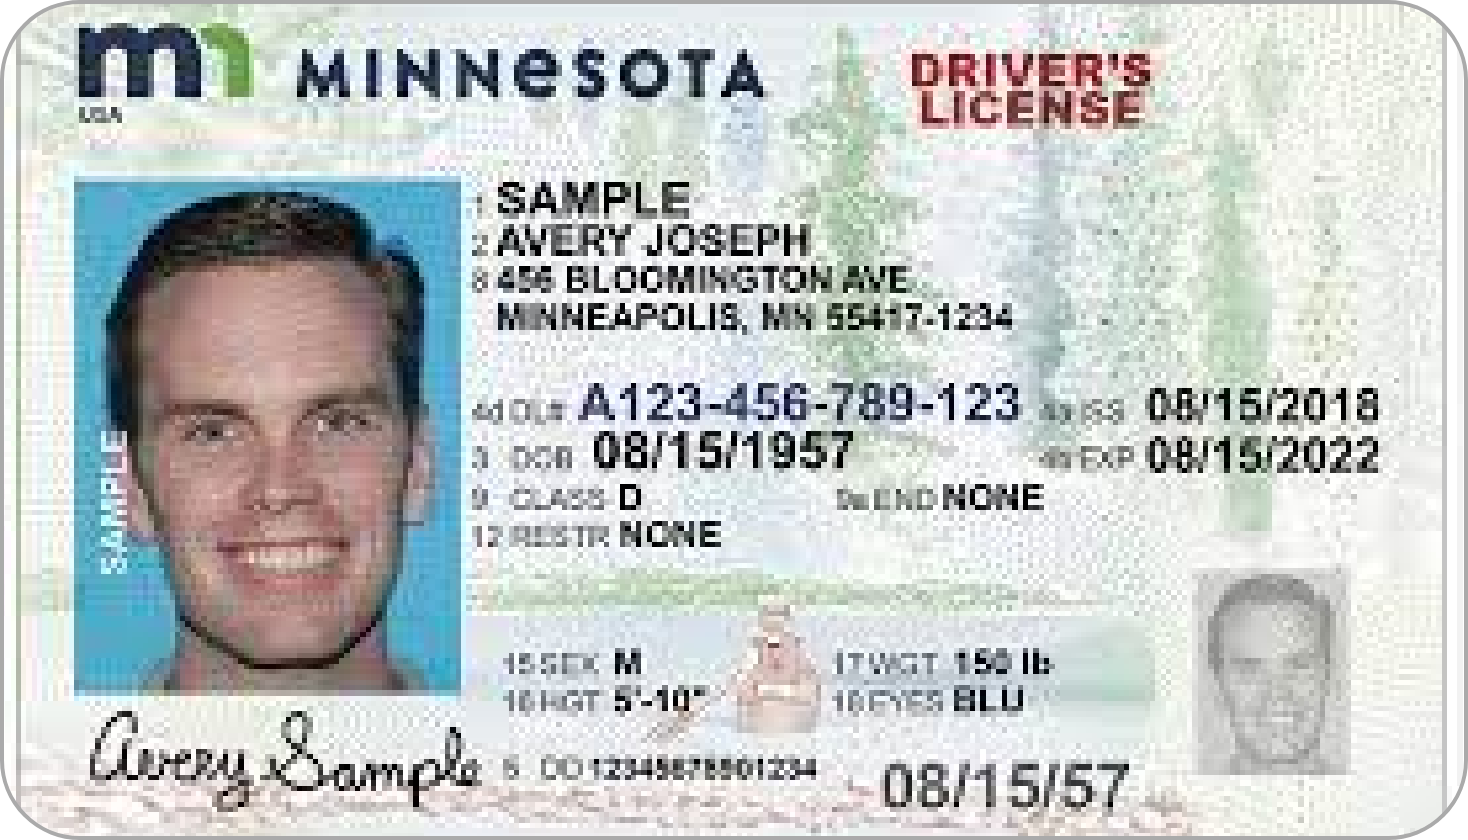 mn MINNESOTA
USA
DRIVER'S
LICENSE
1 SAMPLE
2 AVERY JOSEPH
8 456 BLOOMINGTON AVE
MINNEAPOLIS, MN 55417-1234
4d DL# A123-456-789-123 4a ISS 08/15/2018
3 DOB 08/15/1957 4b EXP 08/15/2022
9 CLASS D 9a END NONE
12 RESTR NONE
SAMPLE
15 SEX M 17 WGT 150 lb
16 HGT 5'-10" 18 EYES BLU
Avery Sample
5 DD 12345678901234
08/15/57